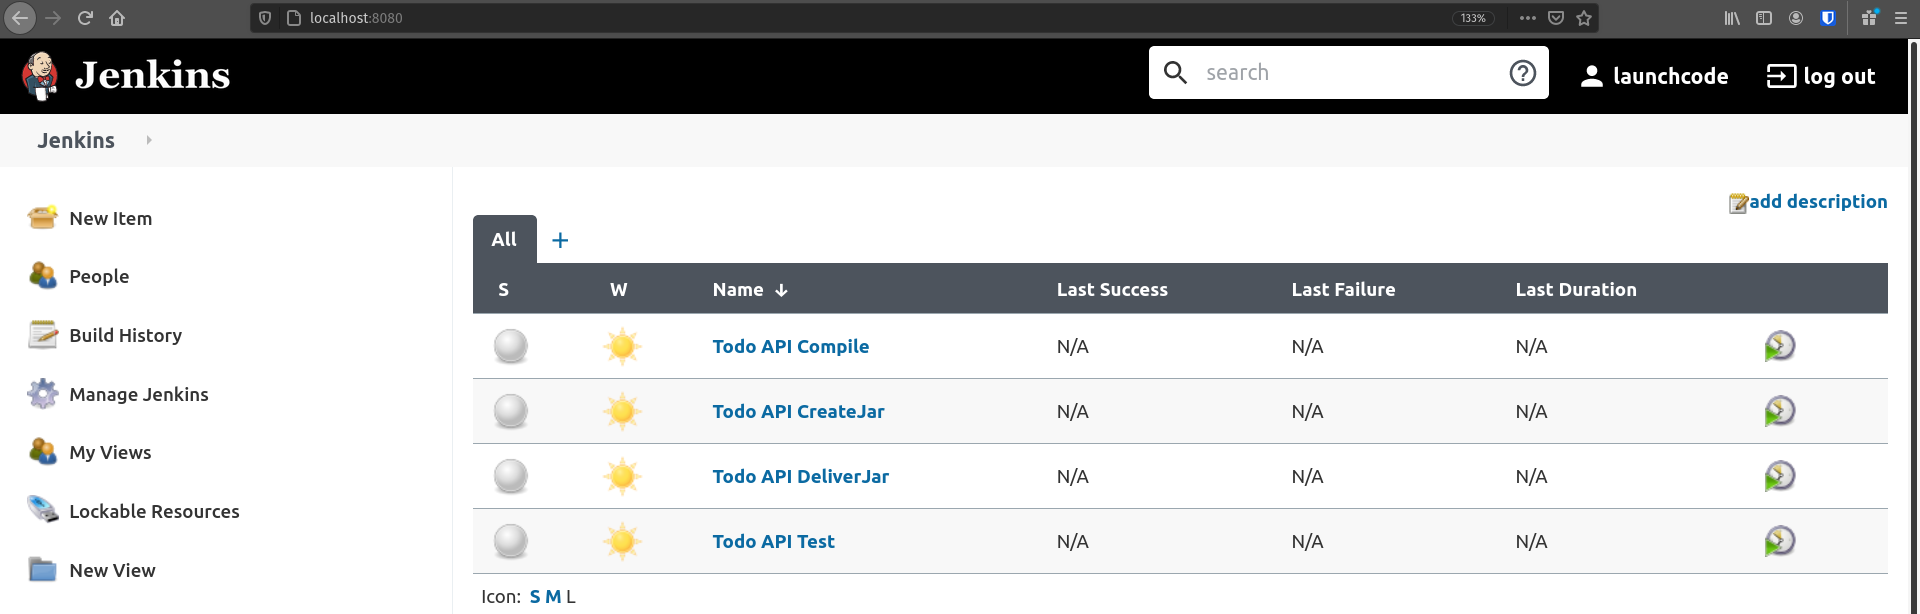 localhost:8080 133%
Jenkins search launchcode log out
Jenkins
add description
New Item
People
Build History
Manage Jenkins
My Views
Lockable Resources
New View
All +
S W Name ↓ Last Success Last Failure Last Duration
Todo API Compile N/A N/A N/A
Todo API CreateJar N/A N/A N/A
Todo API DeliverJar N/A N/A N/A
Todo API Test N/A N/A N/A
Icon: S M L